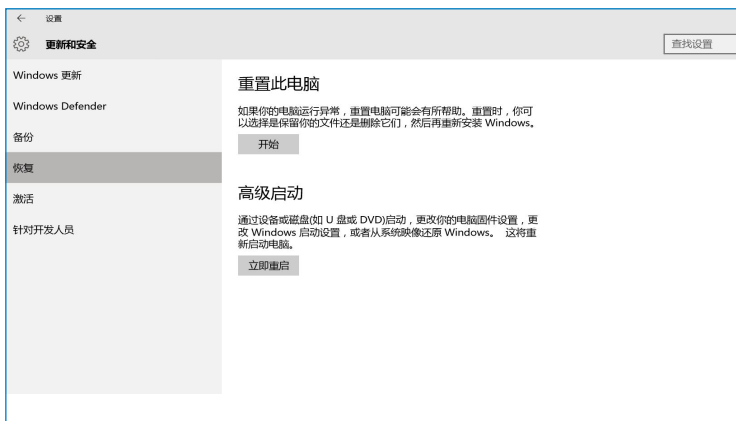 设置
更新和安全
查找设置
Windows 更新
Windows Defender
备份
恢复
激活
针对开发人员
重置此电脑
如果你的电脑运行异常，重置电脑可能会有所帮助。重置时，你可
以选择是保留你的文件还是删除它们，然后再重新安装 Windows。
开始
高级启动
通过设备或磁盘(如 U 盘或 DVD)启动，更改你的电脑固件设置，更
改 Windows 启动设置，或者从系统映像还原 Windows。 这将重
新启动电脑。
立即重启